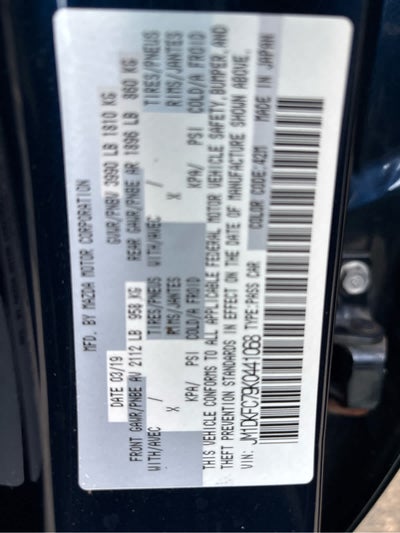 MFD. BY MAZDA MOTOR CORPORATION
DATE 03/19 GVWR/PNBV 3990 LB 1810 KG
FRONT GAWR/PNBE AV 2112 LB 958 KG REAR GAWR/PNBE AR 1896 LB 860 KG
WITH/AVEC / TIRES/PNEUS WITH/AVEC / TIRES/PNEUS
X RIMS/JANTES X RIMS/JANTES
KPA/ PSI COLD/A FROID KPA/ PSI COLD/A FROID
THIS VEHICLE CONFORMS TO ALL APPLICABLE FEDERAL MOTOR VEHICLE SAFETY, BUMPER, AND
THEFT PREVENTION STANDARDS IN EFFECT ON THE DATE OF MANUFACTURE SHOWN ABOVE.
VIN: JM1DKFC79K0441068 TYPE:PASS CAR COLOR CODE:42M MADE IN JAPAN